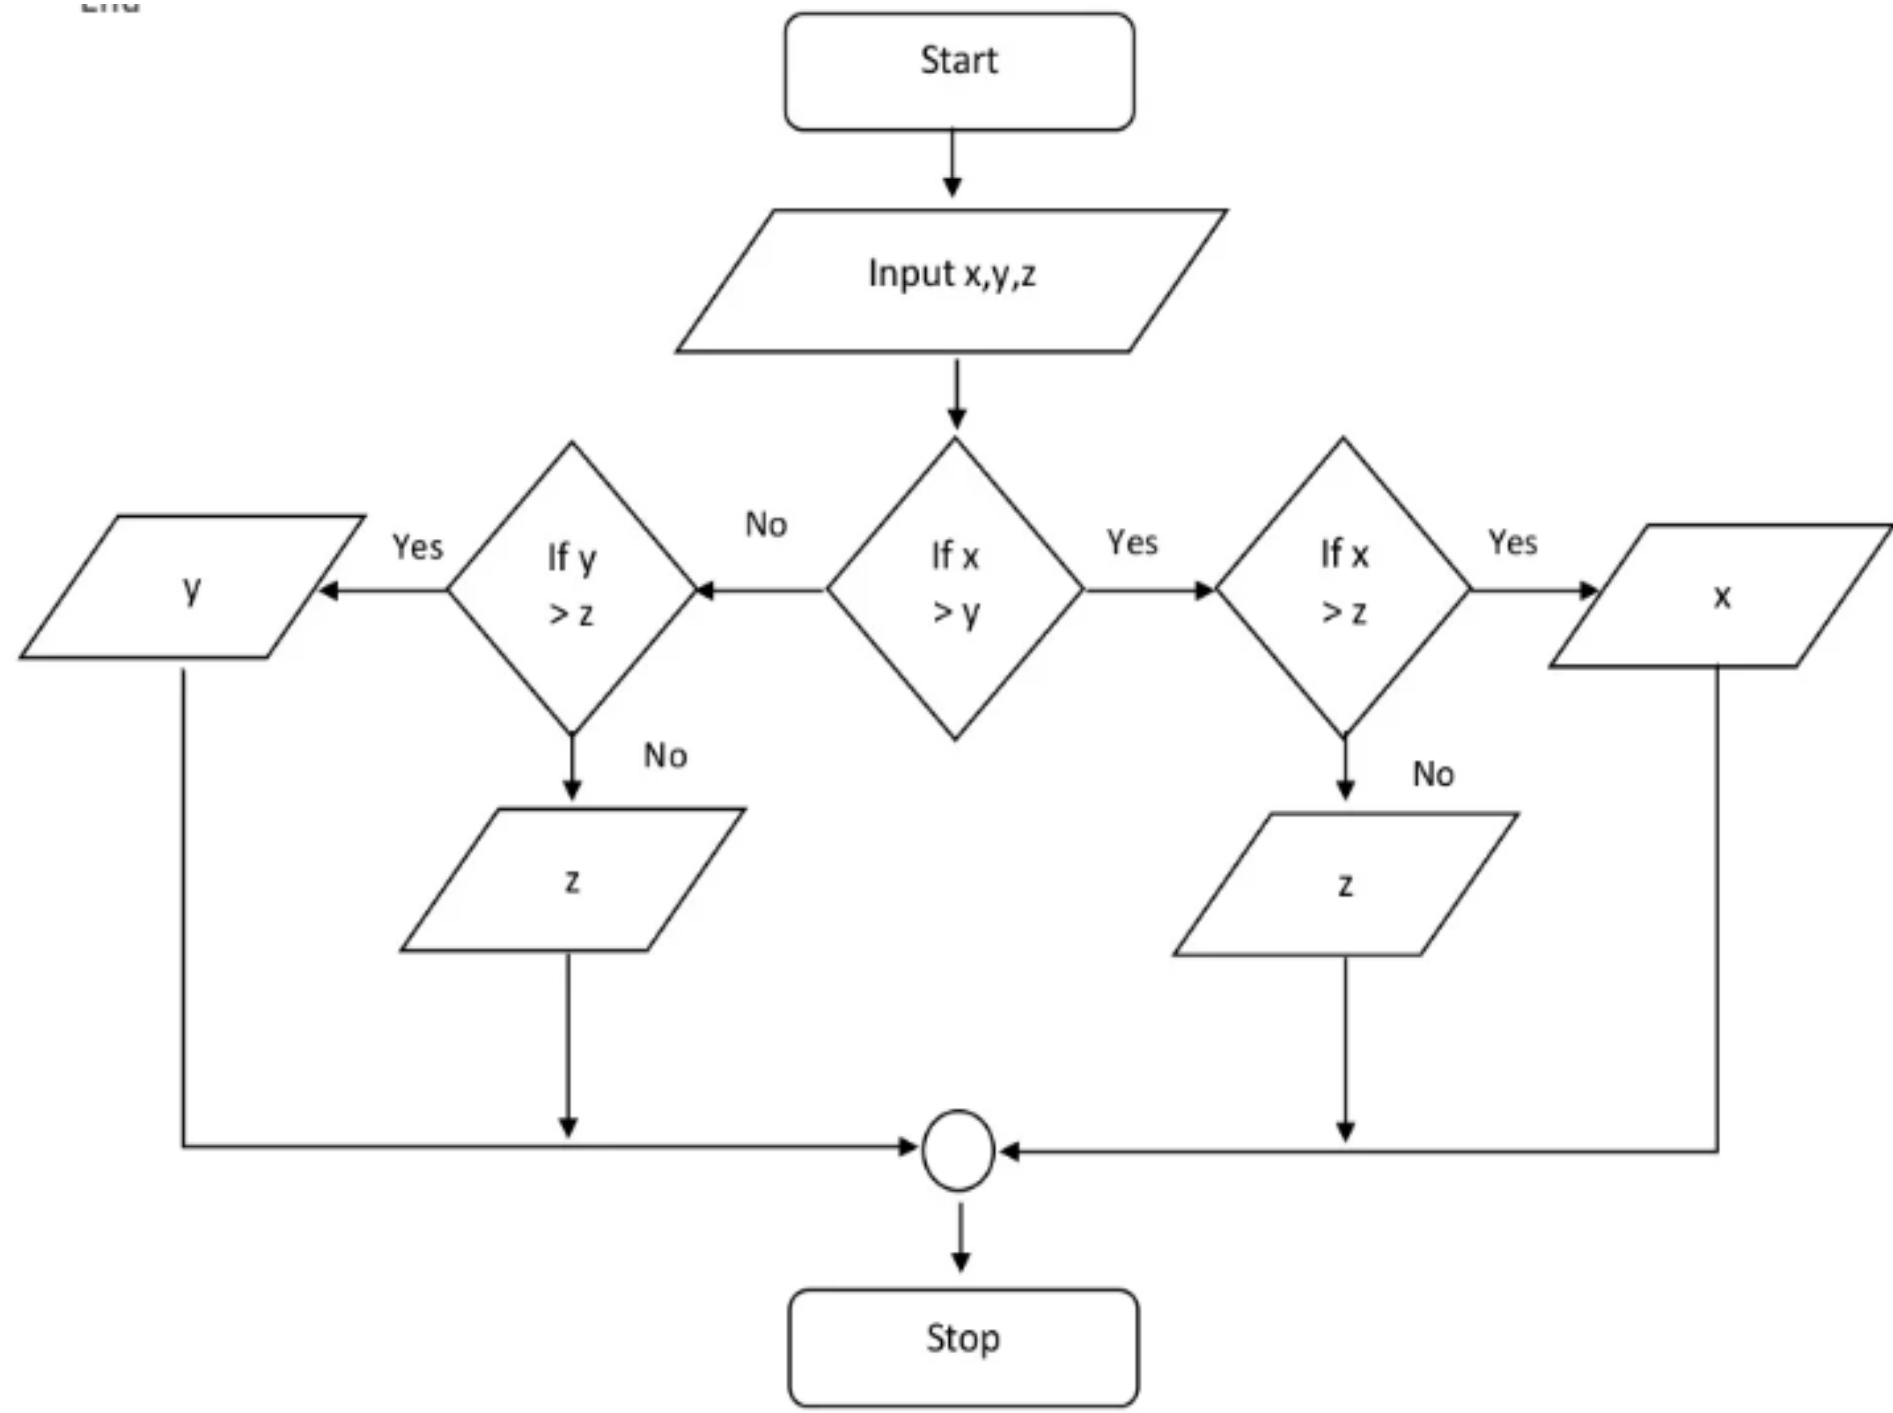 Start
Input x,y,z
No
Yes
Yes
Yes
If y
> z
If x
> y
If x
> z
y
x
No
No
z
z
Stop